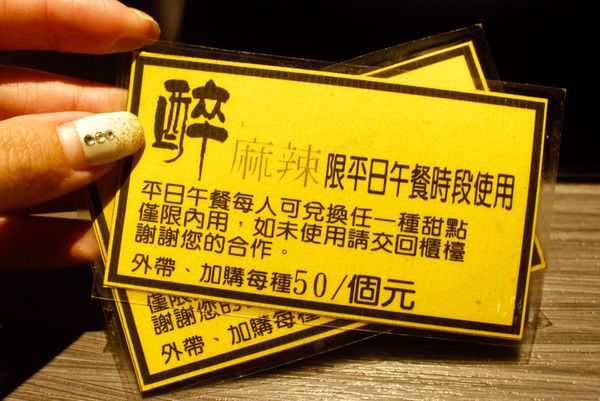 醉 麻辣 限平日午餐時段使用
平日午餐每人可兌換任一種甜點
僅限內用，如未使用請交回櫃檯
謝謝您的合作。
外帶、加購每種50/個元
僅限
謝謝您的
外帶、加購每種